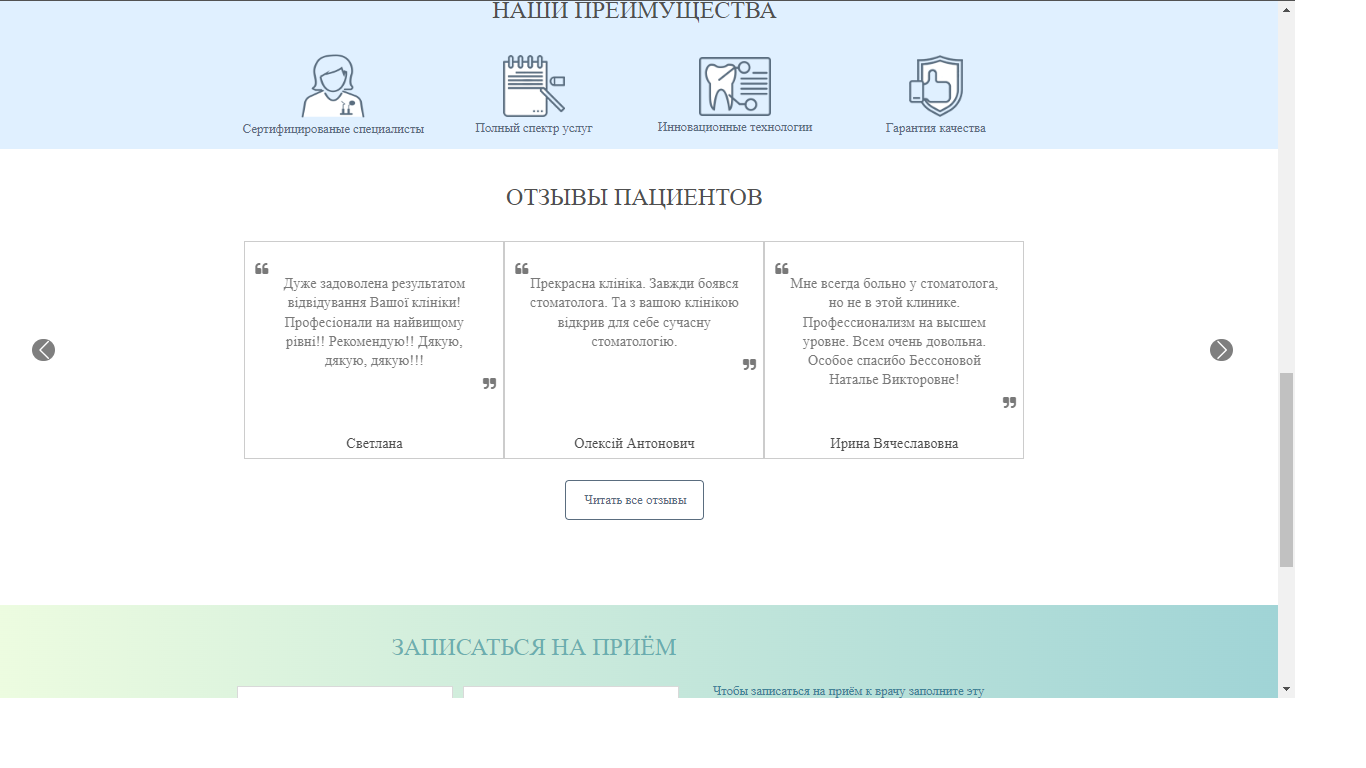 НАШИ ПРЕИМУЩЕСТВА
Сертифицированые специалисты
Полный спектр услуг
Инновационные технологии
Гарантия качества
ОТЗЫВЫ ПАЦИЕНТОВ
Дуже задоволена результатом
відвідування Вашої клініки!
Професіонали на найвищому
рівні!! Рекомендую!! Дякую,
дякую, дякую!!!
Светлана
Прекрасна клініка. Завжди боявся
стоматолога. Та з вашою клінікою
відкрив для себе сучасну
стоматологію.
Олексій Антонович
Мне всегда больно у стоматолога,
но не в этой клинике.
Профессионализм на высшем
уровне. Всем очень довольна.
Особое спасибо Бессоновой
Наталье Викторовне!
Ирина Вячеславовна
Читать все отзывы
ЗАПИСАТЬСЯ НА ПРИЁМ
Чтобы записаться на приём к врачу заполните эту